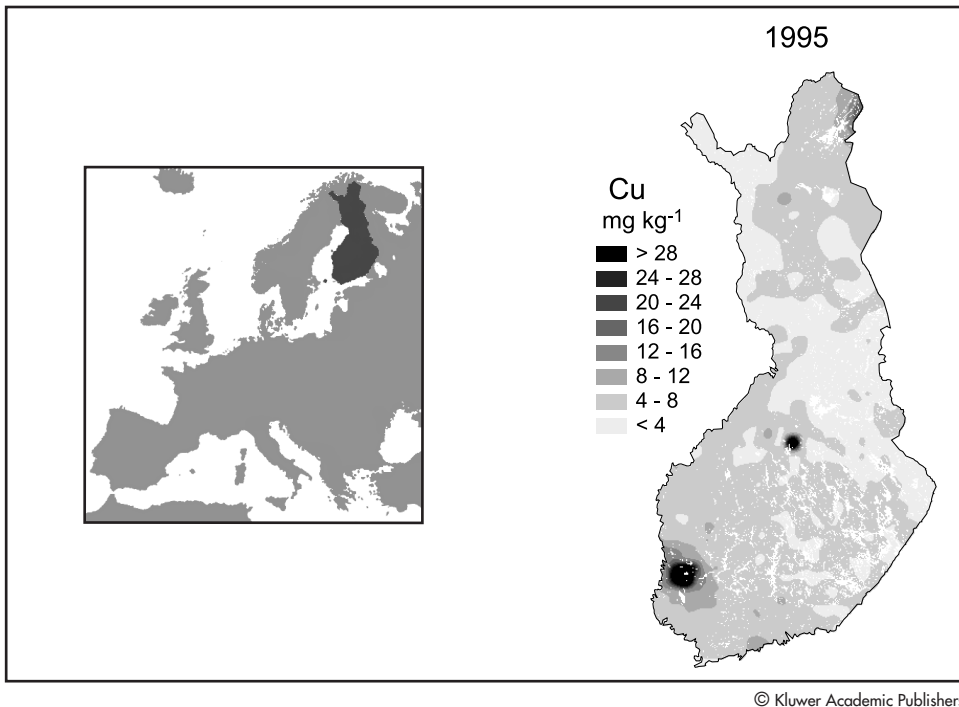 1995
Cu
mg kg⁻¹
> 28
24 - 28
20 - 24
16 - 20
12 - 16
8 - 12
4 - 8
< 4
© Kluwer Academic Publisher